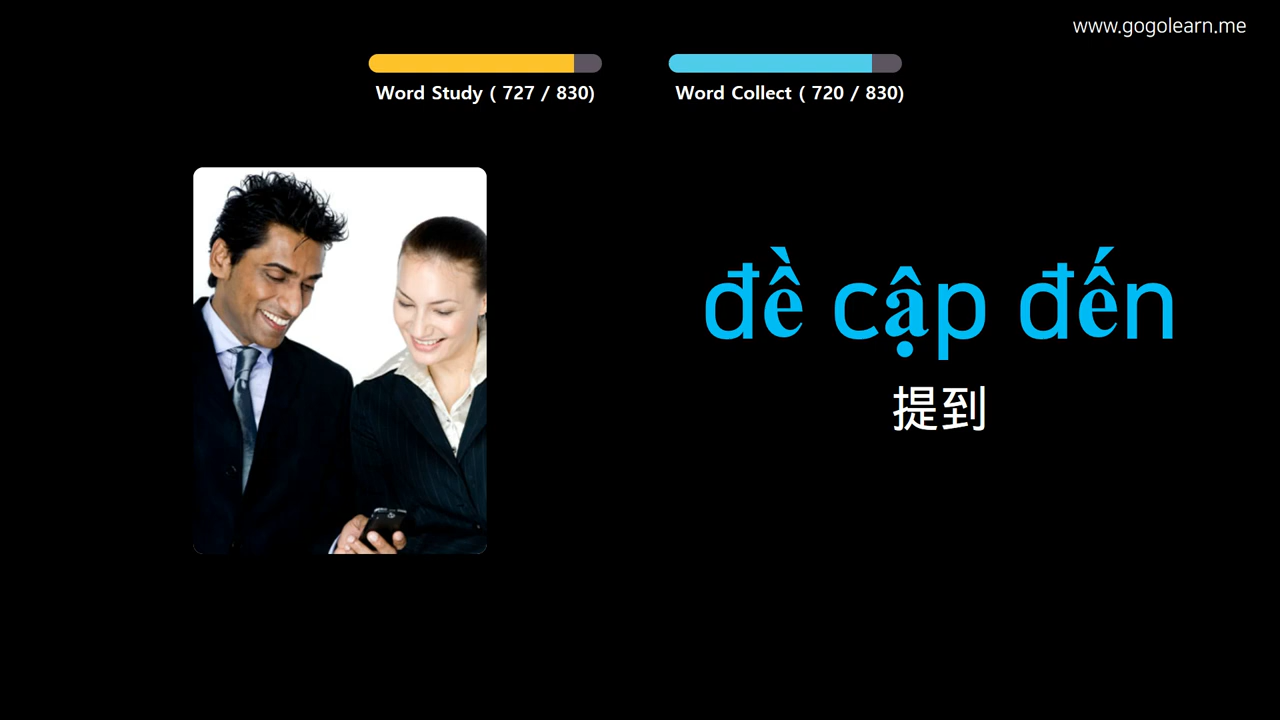 www.gogolearn.me
Word Study ( 727 / 830)
Word Collect ( 720 / 830)
đề cập đến
提到